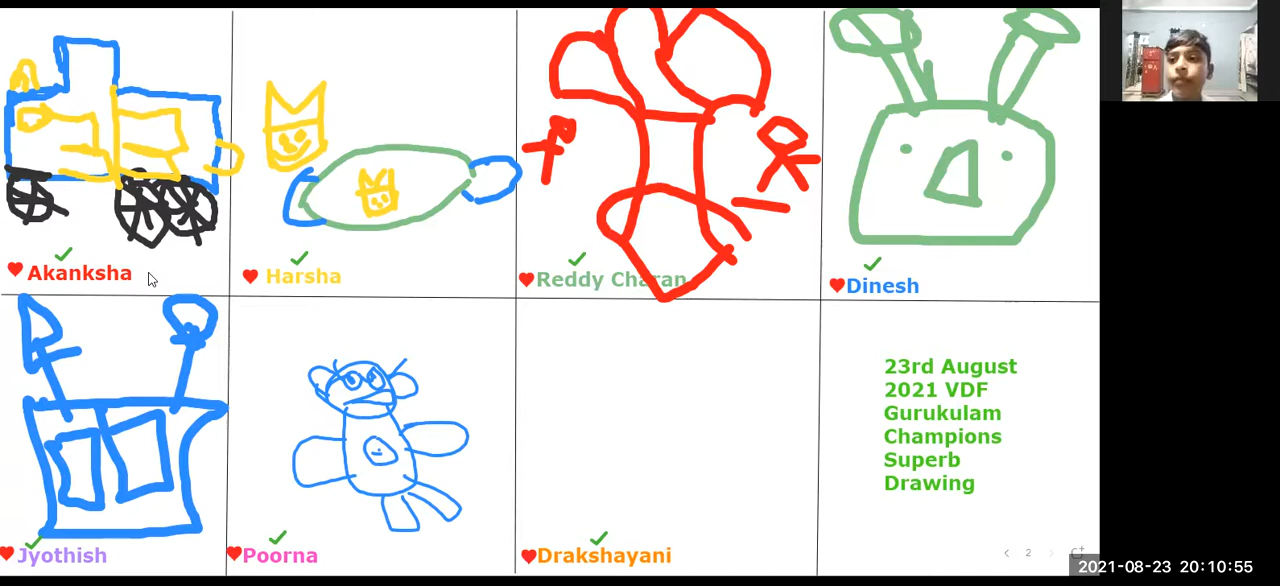 Akanksha
Harsha
Reddy Charan
Dinesh
Jyothish
Poorna
Drakshayani
23rd August
2021 VDF
Gurukulam
Champions
Superb
Drawing
2
2021-08-23 20:10:55